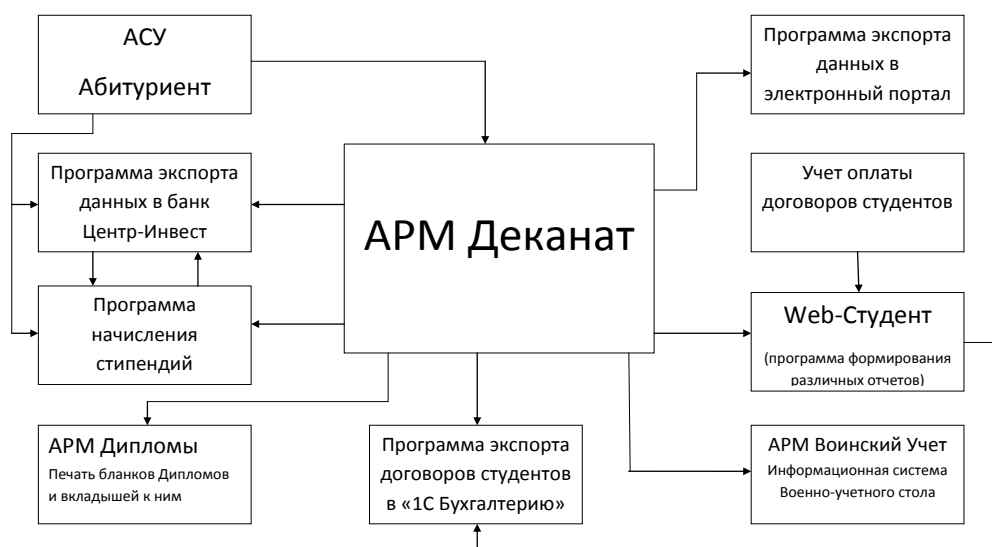 АСУ
Абитуриент
Программа экспорта
данных в
электронный портал
Программа экспорта
данных в банк
Центр-Инвест
АРМ Деканат
Учет оплаты
договоров студентов
Программа
начисления
стипендий
Web-Студент
(программа формирования
различных отчетов)
АРМ Дипломы
Печать бланков Дипломов
и вкладышей к ним
Программа экспорта
договоров студентов
в «1С Бухгалтерию»
АРМ Воинский Учет
Информационная система
Военно-учетного стола